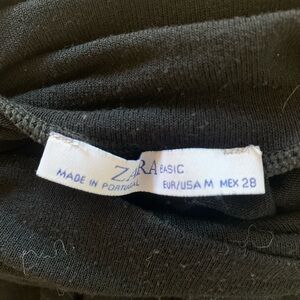 ZARA BASIC
MADE IN PORTUGAL EUR/USA M MEX 28